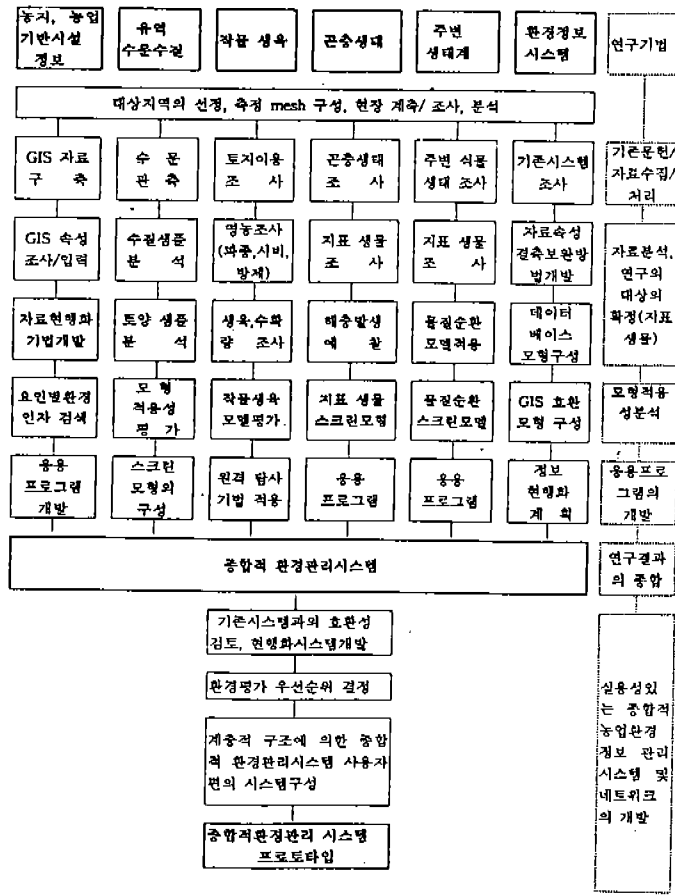 농지, 농업
기반시설
정보
유역
수문수질
작물 생육
곤충생태
주변
생태계
환경정보
시스템
연구기법
대상지역의 선정, 측정 mesh 구성, 현장 계측/ 조사, 분석
GIS 자료
구 축
수 문
관 측
토지이용
조 사
곤충생태
조 사
주변 식물
생태 조사
기존시스템
조사
기존문헌/
자료수집/
처리
GIS 속성
조사/입력
수질샘플
분 석
영농조사
(파종,시비,
방제)
지표 생물
조 사
지표 생물
조 사
자료속성
결측보완방
법개발
자료분석,
연구의
대상의
확정(지표
생물)
자료현행화
기법개발
토양 샘플
분 석
생육,수확
량 조사
해충발생
예 찰
물질순환
모델적용
데이터
베이스
모형구성
요인별환경
인자 검색
모 형
적용성
평 가
작물생육
모델평가
지표 생물
스크린모형
물질순환
스크린모델
GIS 호환
모형 구성
모형적용
성분석
응용
프로그램
개발
스크린
모형의
구성
원격 탐사
기법 적용
응용
프로그램
응용
프로그램
정보
현행화
계 획
응용프로
그램의
개발
종합적 환경관리시스템
연구결과
의 종합
기존시스템과의 호환성
검토, 현행화시스템개발
환경평가 우선순위 결정
계층적 구조에 의한 종합
적 환경관리시스템 사용자
편의 시스템구성
종합적환경관리 시스템
프로토타입
실용성있
는 종합적
농업환경
정보 관리
시스템 및
네트워크
의 개발